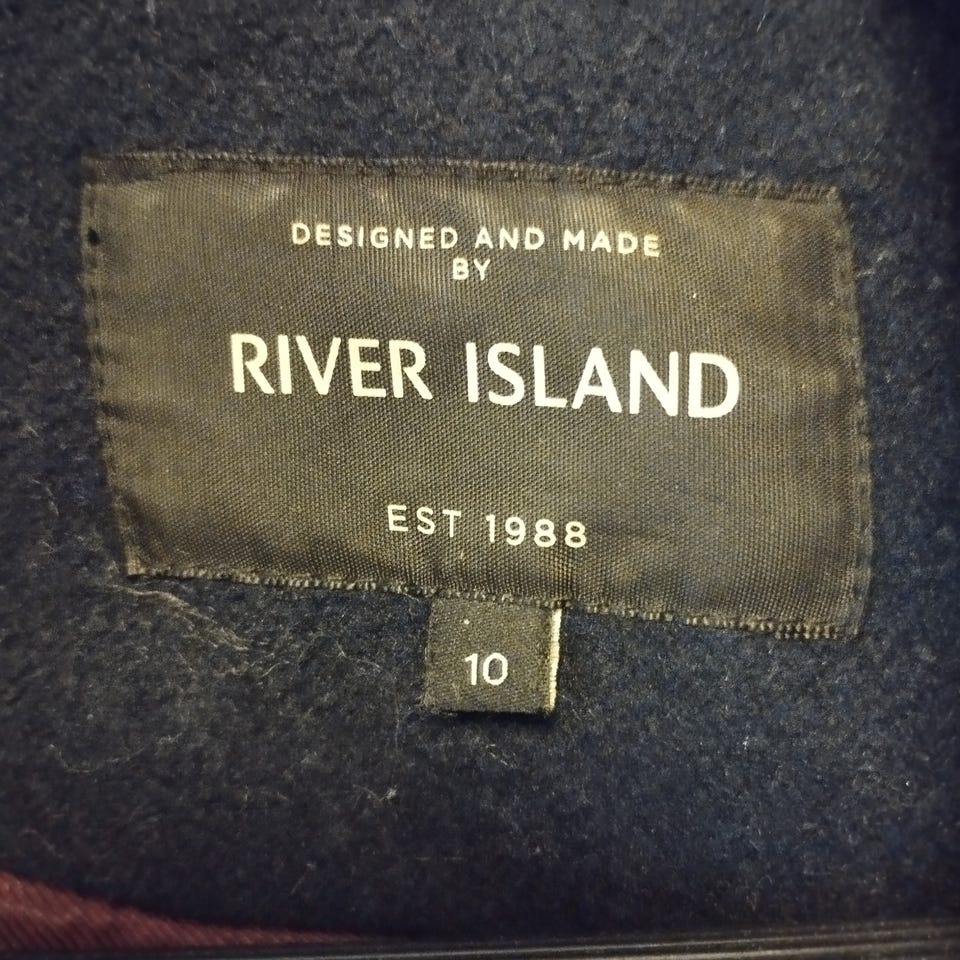 DESIGNED AND MADE
BY
RIVER ISLAND
EST 1988
10